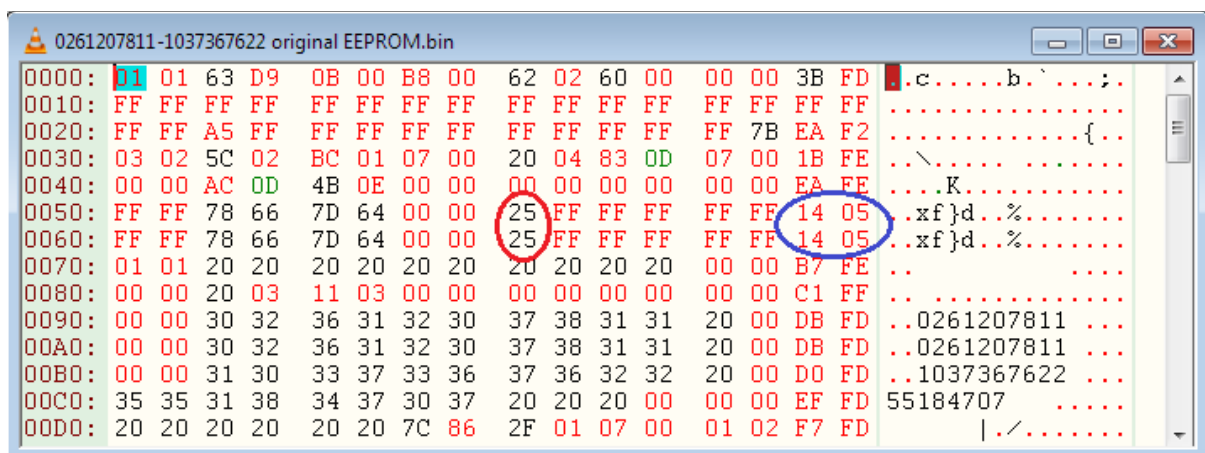 0261207811-1037367622 original EEPROM.bin
0000: 01 01 63 D9 0B 00 B8 00 62 02 60 00 00 00 3B FD ..c.....b.`...;.
0010: FF FF FF FF FF FF FF FF FF FF FF FF FF FF FF FF ................
0020: FF FF A5 FF FF FF FF FF FF FF FF FF FF 7B EA F2 .............{..
0030: 03 02 5C 02 BC 01 07 00 20 04 83 0D 07 00 1B FE ..\..... .......
0040: 00 00 AC 0D 4B 0E 00 00 00 00 00 00 00 00 EA FE ....K...........
0050: FF FF 78 66 7D 64 00 00 25 FF FF FF FF FF 14 05 ..xf}d..%.......
0060: FF FF 78 66 7D 64 00 00 25 FF FF FF FF FF 14 05 ..xf}d..%.......
0070: 01 01 20 20 20 20 20 20 20 20 20 20 00 00 B7 FE ..          ....
0080: 00 00 20 03 11 03 00 00 00 00 00 00 00 00 C1 FF .. .............
0090: 00 00 30 32 36 31 32 30 37 38 31 31 20 00 DB FD ..0261207811 ...
00A0: 00 00 30 32 36 31 32 30 37 38 31 31 20 00 DB FD ..0261207811 ...
00B0: 00 00 31 30 33 37 33 36 37 36 32 32 20 00 D0 FD ..1037367622 ...
00C0: 35 35 31 38 34 37 30 37 20 20 20 00 00 00 EF FD 55184707   .....
00D0: 20 20 20 20 20 20 7C 86 2F 01 07 00 01 02 F7 FD       |./.......